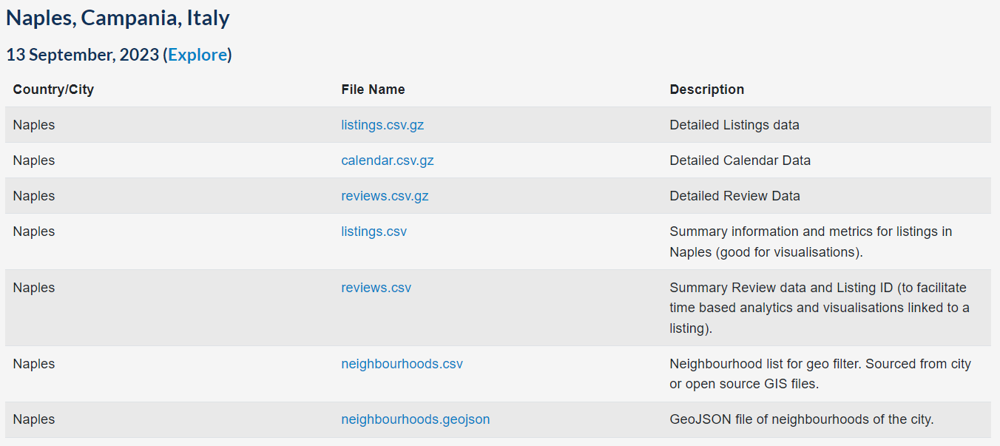 Naples, Campania, Italy
13 September, 2023 (Explore)
Country/City File Name Description
Naples listings.csv.gz Detailed Listings data
Naples calendar.csv.gz Detailed Calendar Data
Naples reviews.csv.gz Detailed Review Data
Naples listings.csv Summary information and metrics for listings in
Naples (good for visualisations).
Naples reviews.csv Summary Review data and Listing ID (to facilitate
time based analytics and visualisations linked to a
listing).
Naples neighbourhoods.csv Neighbourhood list for geo filter. Sourced from city
or open source GIS files.
Naples neighbourhoods.geojson GeoJSON file of neighbourhoods of the city.